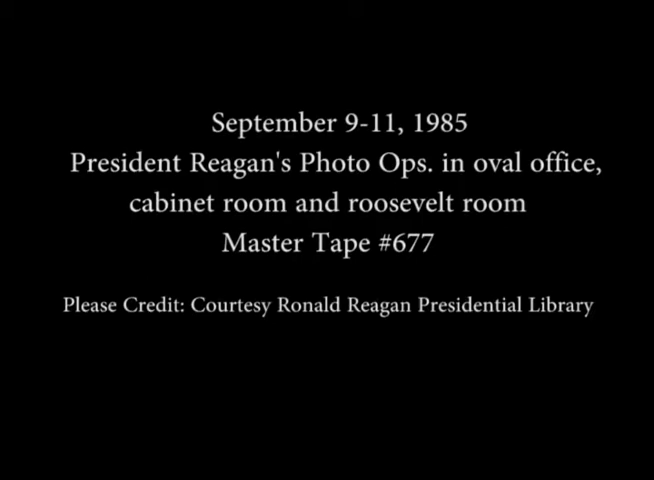 September 9-11, 1985
President Reagan's Photo Ops. in oval office,
cabinet room and roosevelt room
Master Tape #677
Please Credit: Courtesy Ronald Reagan Presidential Library